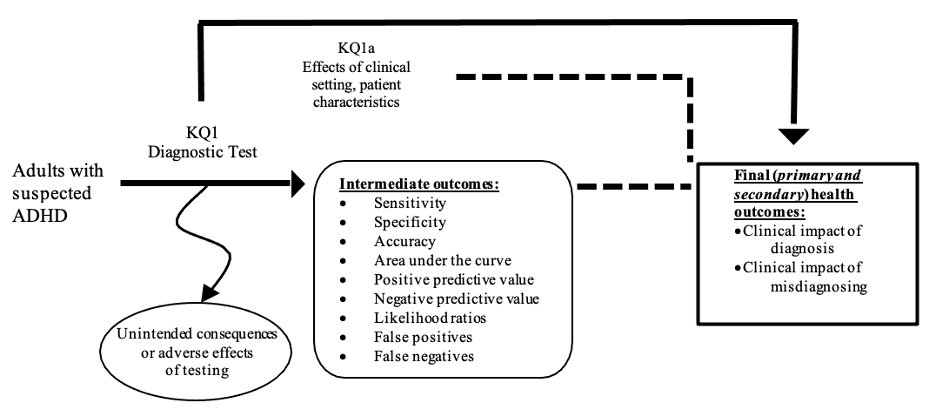 KQ1a
Effects of clinical
setting, patient
characteristics
KQ1
Diagnostic Test
Adults with
suspected
ADHD
Intermediate outcomes:
• Sensitivity
• Specificity
• Accuracy
• Area under the curve
• Positive predictive value
• Negative predictive value
• Likelihood ratios
• False positives
• False negatives
Final (primary and
secondary) health
outcomes:
• Clinical impact of
diagnosis
• Clinical impact of
misdiagnosing
Unintended consequences
or adverse effects
of testing